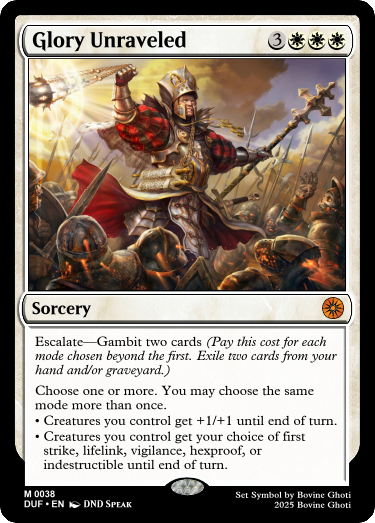 Glory Unraveled 3
Sorcery
Escalate—Gambit two cards (Pay this cost for each
mode chosen beyond the first. Exile two cards from your
hand and/or graveyard.)
Choose one or more. You may choose the same
mode more than once.
• Creatures you control get +1/+1 until end of turn.
• Creatures you control get your choice of first
strike, lifelink, vigilance, hexproof, or
indestructible until end of turn.
M 0038
DUF • EN DND Speak
Set Symbol by Bovine Ghoti
2025 Bovine Ghoti